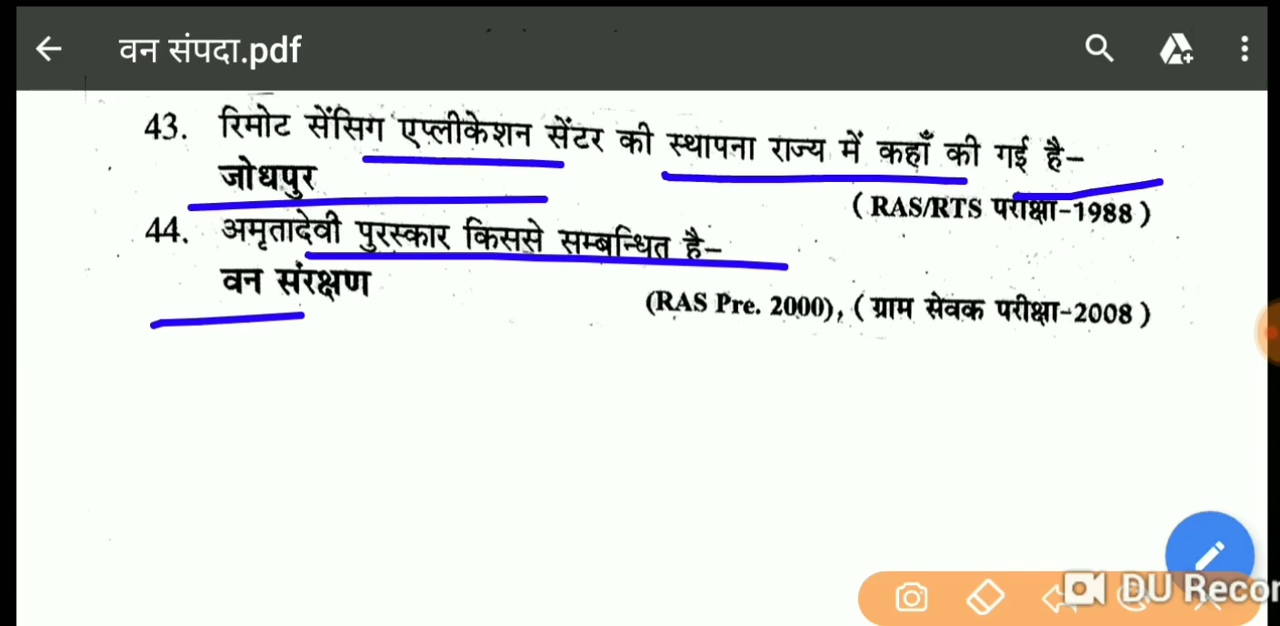 वन संपदा.pdf
43. रिमोट सेंसिग एप्लीकेशन सेंटर की स्थापना राज्य में कहाँ की गई है-
जोधपुर
( RAS/RTS परीक्षा-1988 )
44. अमृतादेवी पुरस्कार किससे सम्बन्धित है-
वन संरक्षण
(RAS Pre. 2000), ( ग्राम सेवक परीक्षा-2008 )
DU Recor